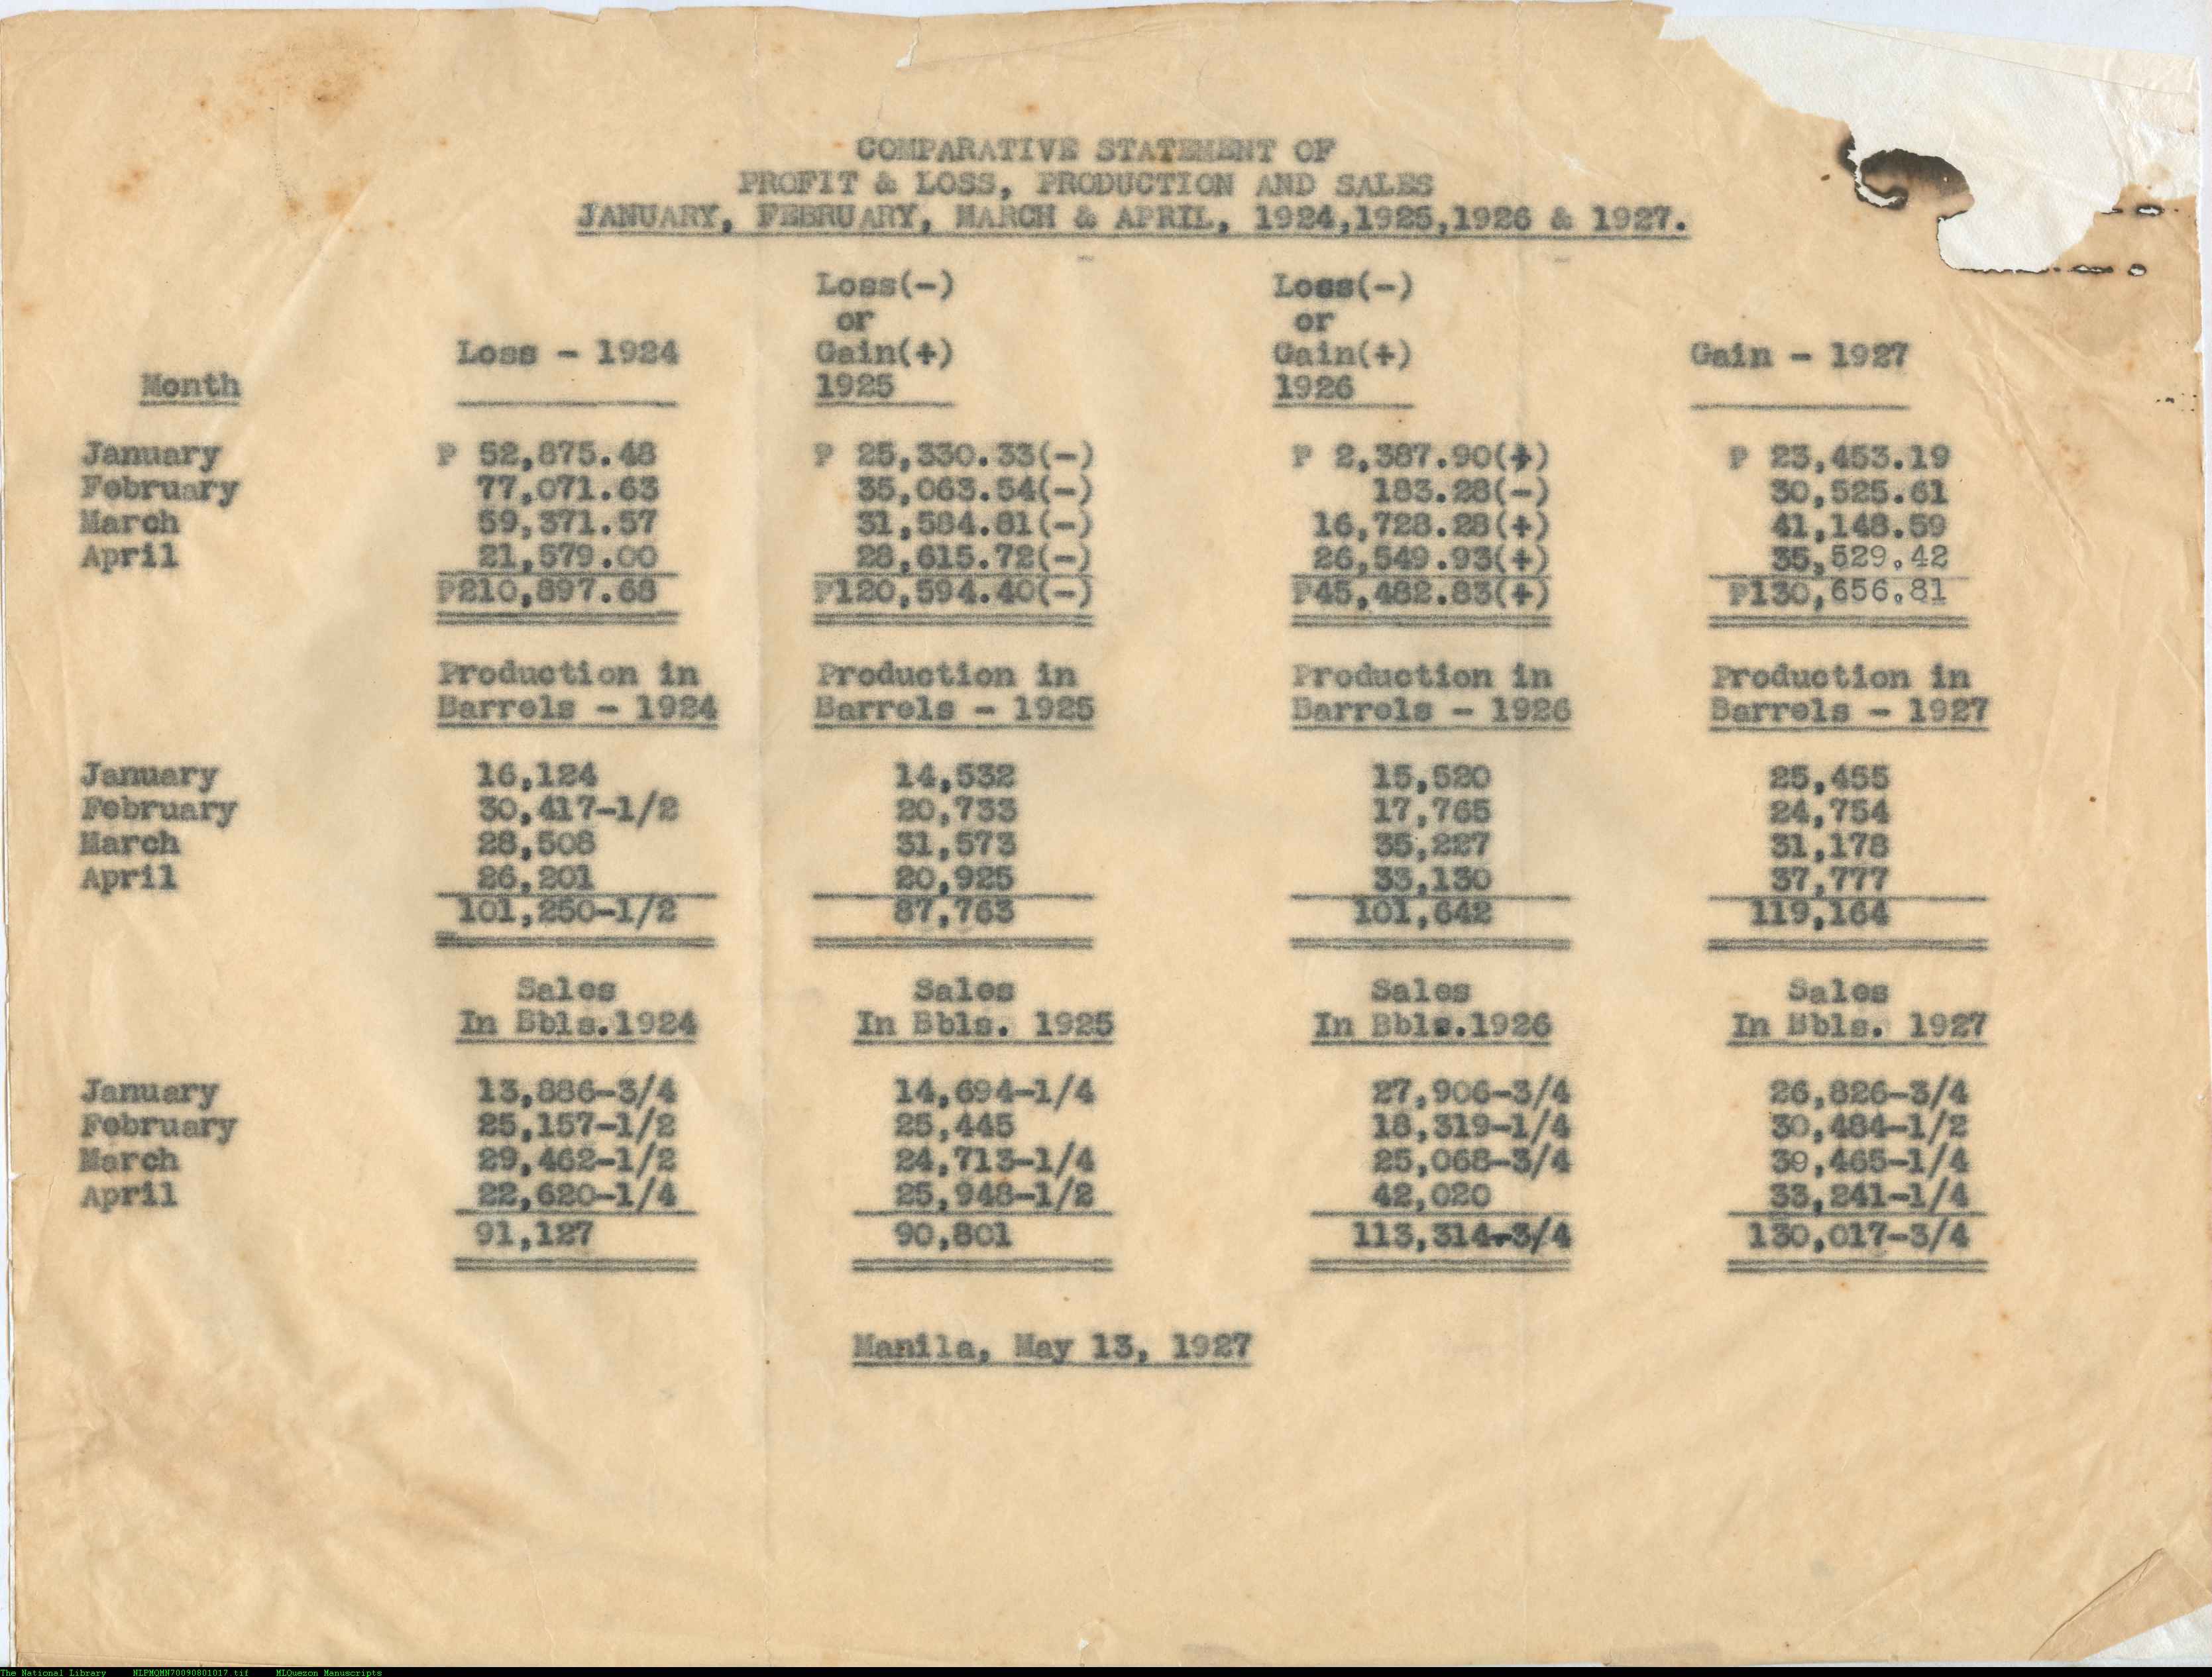 COMPARATIVE STATEMENT OF
PROFIT & LOSS, PRODUCTION AND SALES
JANUARY, FEBRUARY, MARCH & APRIL, 1924,1925,1926 & 1927.
Loss(-) Loss(-)
or or
Loss - 1924 Gain(+) Gain(+) Gain - 1927
Month 1925 1926
January ₱ 52,875.48 ₱ 25,330.33(-) ₱ 2,387.90(+) ₱ 23,453.19
February 77,071.63 35,063.54(-) 183.28(-) 30,525.61
March 59,371.57 31,584.81(-) 16,728.28(+) 41,148.59
April 21,579.00 28,615.72(-) 26,549.93(+) 35,529.42
₱210,897.68 ₱120,594.40(-) ₱45,482.83(+) ₱130,656.81
Production in Production in Production in Production in
Barrels - 1924 Barrels - 1925 Barrels - 1926 Barrels - 1927
January 16,124 14,532 15,520 25,455
February 30,417-1/2 20,733 17,765 24,754
March 28,508 31,573 35,227 31,178
April 26,201 20,925 33,130 37,777
101,250-1/2 87,763 101,642 119,164
Sales Sales Sales Sales
In Bbls.1924 In Bbls. 1925 In Bbls.1926 In Bbls. 1927
January 13,886-3/4 14,694-1/4 27,906-3/4 26,826-3/4
February 25,157-1/2 25,445 18,319-1/4 30,484-1/2
March 29,462-1/2 24,713-1/4 25,068-3/4 39,465-1/4
April 22,620-1/4 25,948-1/2 42,020 33,241-1/4
91,127 90,801 113,314-3/4 130,017-3/4
Manila, May 13, 1927
The National Library NLPMQMN70090801017 tif MLQuezon Manuscripts